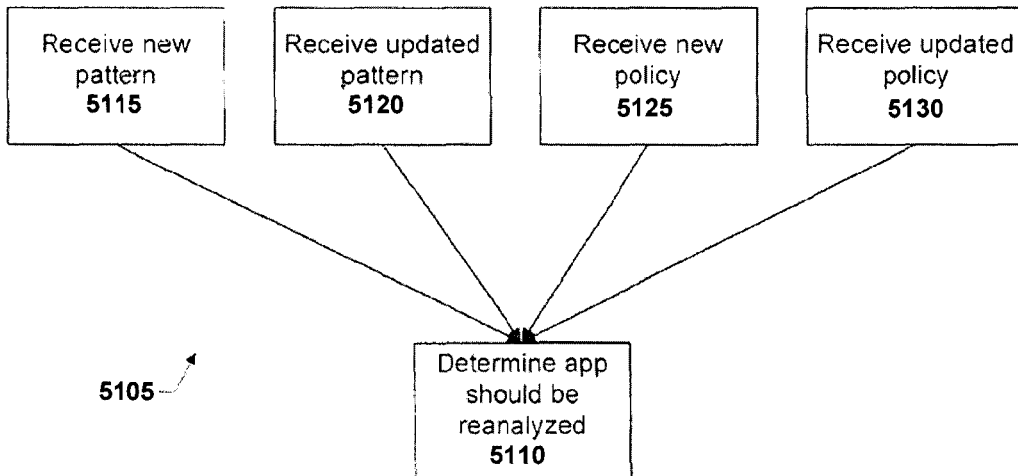 Receive new
pattern
5115
Receive updated
pattern
5120
Receive new
policy
5125
Receive updated
policy
5130
5105
Determine app
should be
reanalyzed
5110